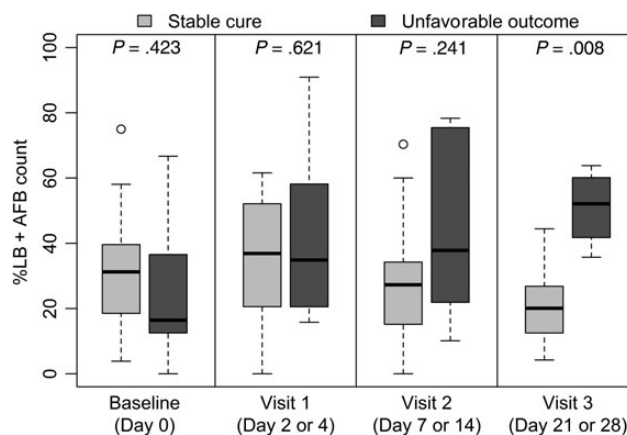 Stable cure Unfavorable outcome
P = .423 P = .621 P = .241 P = .008
%LB + AFB count
100
80
60
40
20
0
Baseline Visit 1 Visit 2 Visit 3
(Day 0) (Day 2 or 4) (Day 7 or 14) (Day 21 or 28)